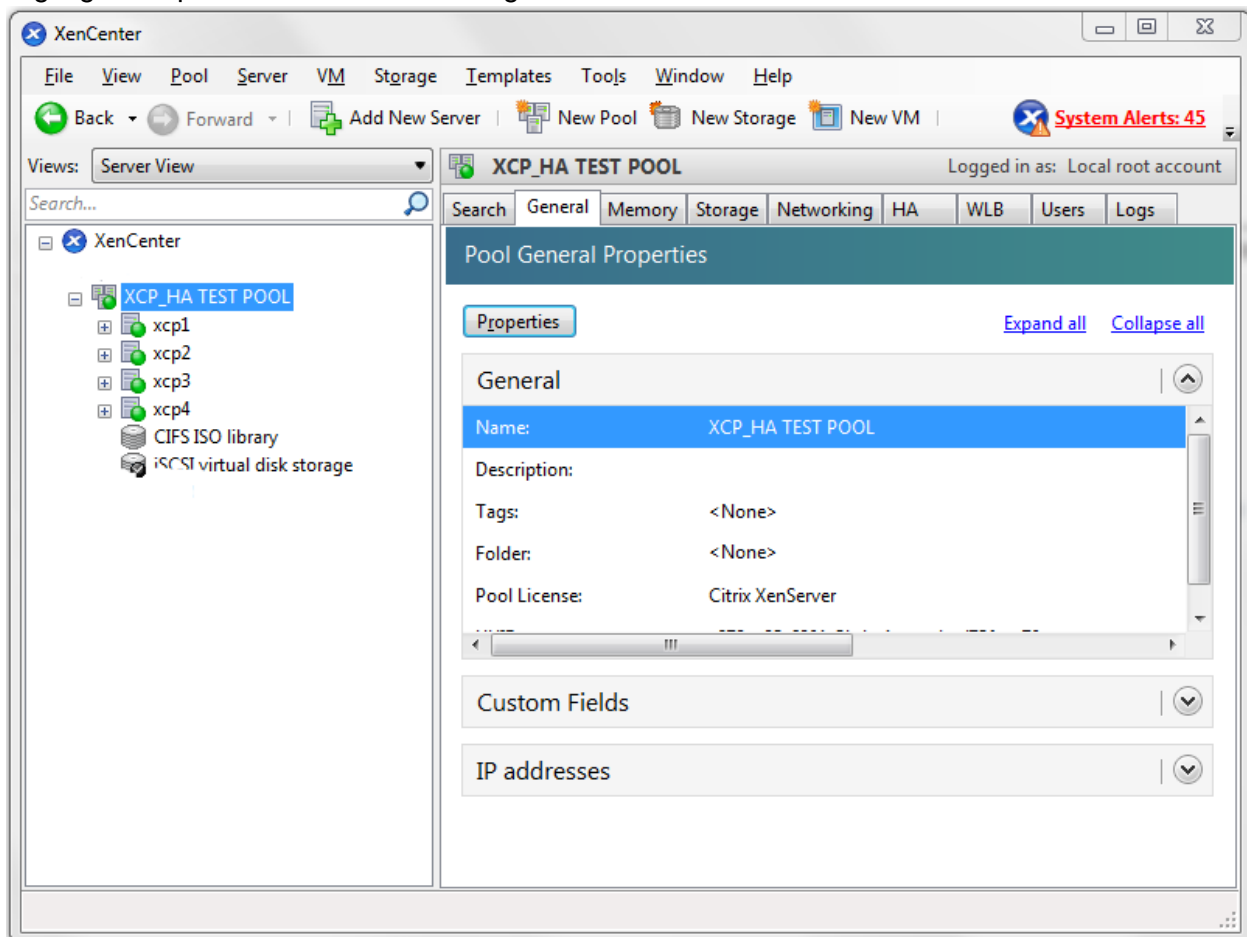 XenCenter
File View Pool Server VM Storage Templates Tools Window Help
Back Forward Add New Server New Pool New Storage New VM System Alerts: 45
Views: Server View
XCP_HA TEST POOL Logged in as: Local root account
Search...
Search General Memory Storage Networking HA WLB Users Logs
XenCenter
XCP_HA TEST POOL
xcp1
xcp2
xcp3
xcp4
CIFS ISO library
iSCSI virtual disk storage
Pool General Properties
Properties Expand all Collapse all
General
Name: XCP_HA TEST POOL
Description:
Tags: <None>
Folder: <None>
Pool License: Citrix XenServer
Custom Fields
IP addresses